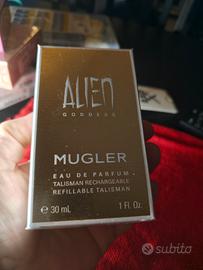 ALIEN
GODDESS
MUGLER
EAU DE PARFUM
TALISMAN RECHARGEABLE
REFILLABLE TALISMAN
e 30 mL 1 Fl. Oz.
subito